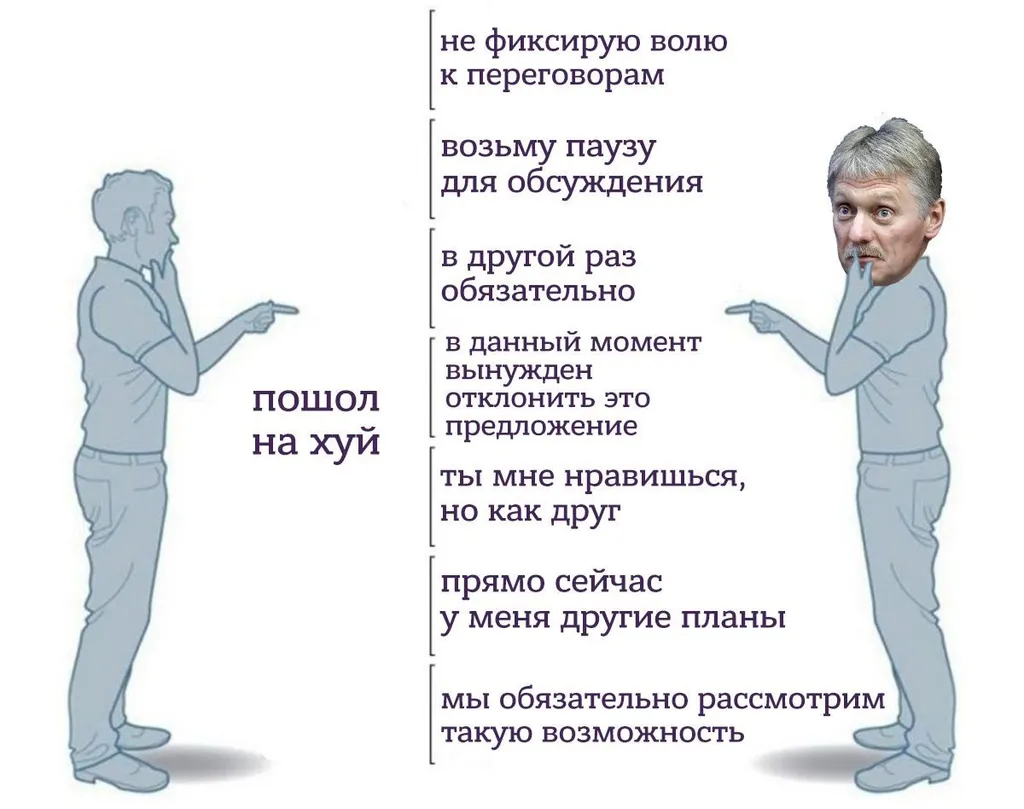 не фиксирую волю
к переговорам
возьму паузу
для обсуждения
в другой раз
обязательно
в данный момент
вынужден
отклонить это
предложение
пошол
на хуй
ты мне нравишься,
но как друг
прямо сейчас
у меня другие планы
мы обязательно рассмотрим
такую возможность